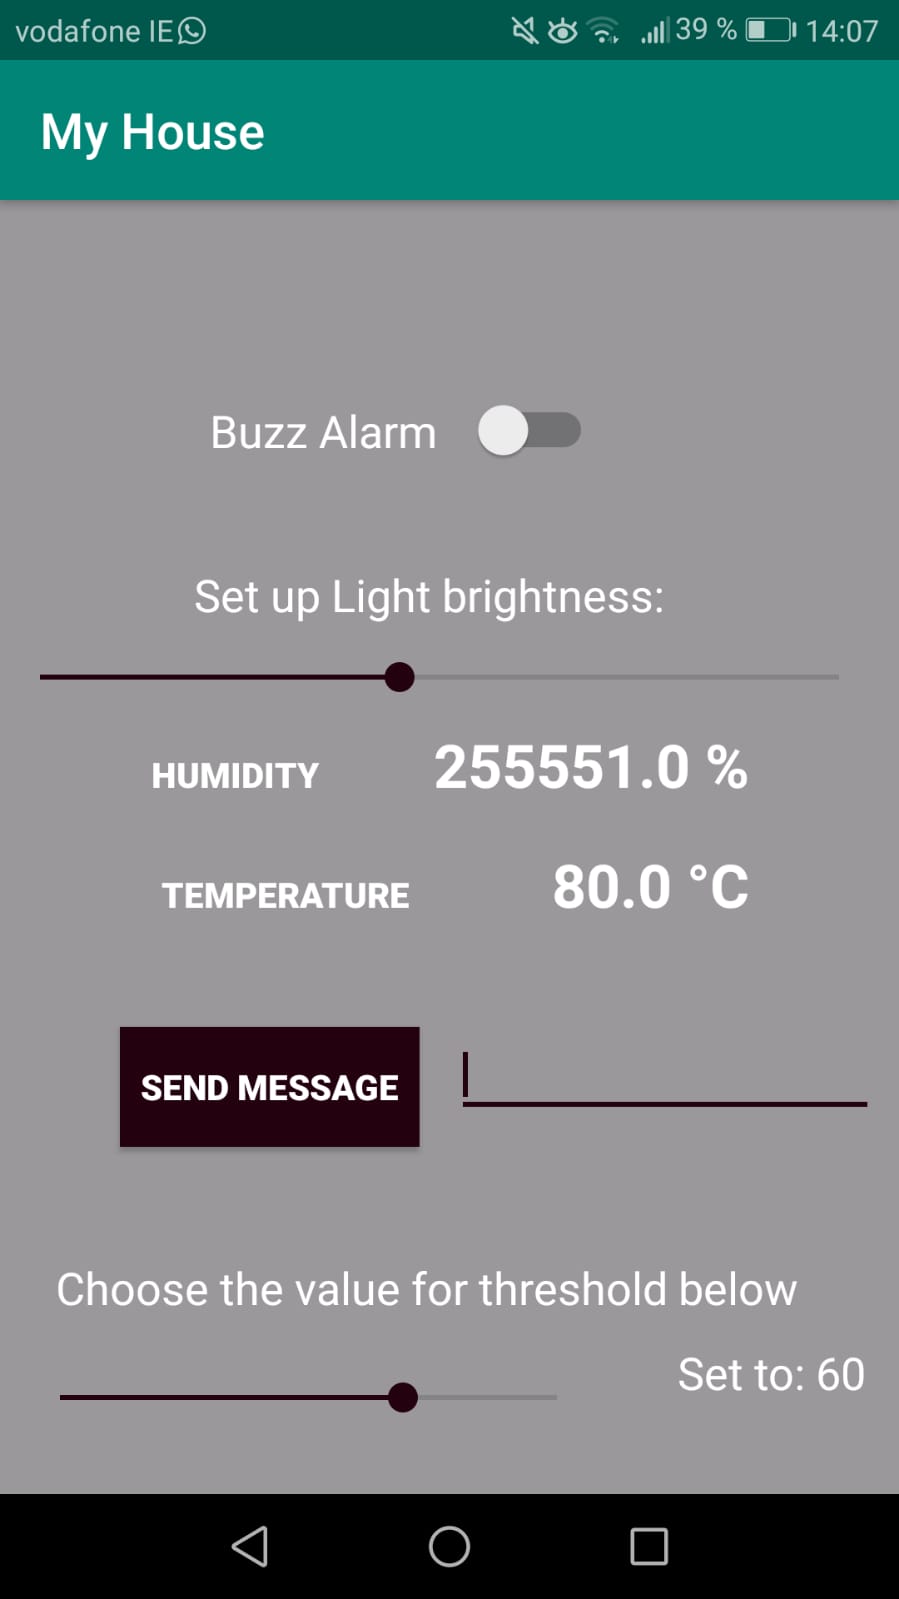 vodafone IE 39 % 14:07
My House
Buzz Alarm
Set up Light brightness:
HUMIDITY 255551.0 %
TEMPERATURE 80.0 °C
SEND MESSAGE
Choose the value for threshold below
Set to: 60